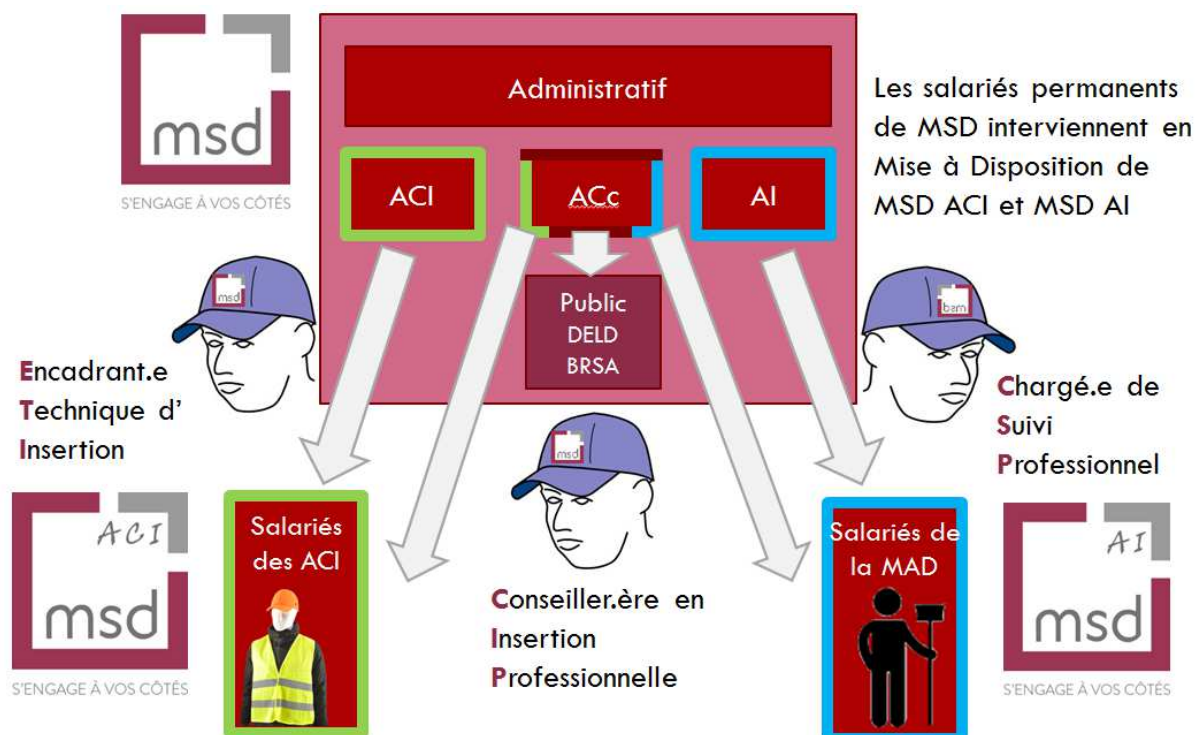 msd
S'ENGAGE À VOS CÔTÉS
Administratif
ACI
ACc
AI
Public
DELD
BRSA
Les salariés permanents
de MSD interviennent en
Mise à Disposition de
MSD ACI et MSD AI
msd
Encadrant.e
Technique d'
Insertion
bam
Chargé.e de
Suivi
Professionnel
msd
Conseiller.ère en
Insertion
Professionnelle
ACI
msd
S'ENGAGE À VOS CÔTÉS
Salariés
des ACI
Salariés de
la MAD
AI
msd
S'ENGAGE À VOS CÔTÉS